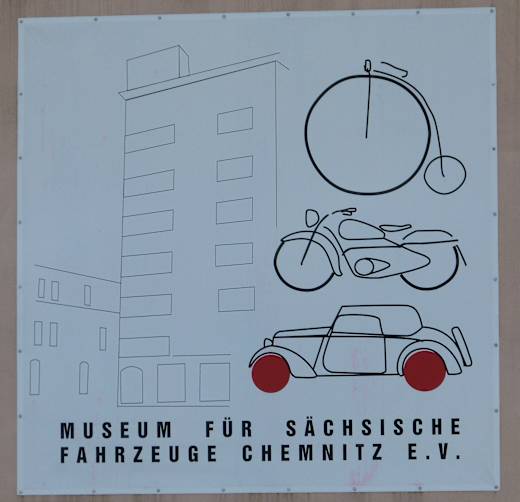 MUSEUM FÜR SÄCHSISCHE
FAHRZEUGE CHEMNITZ E.V.